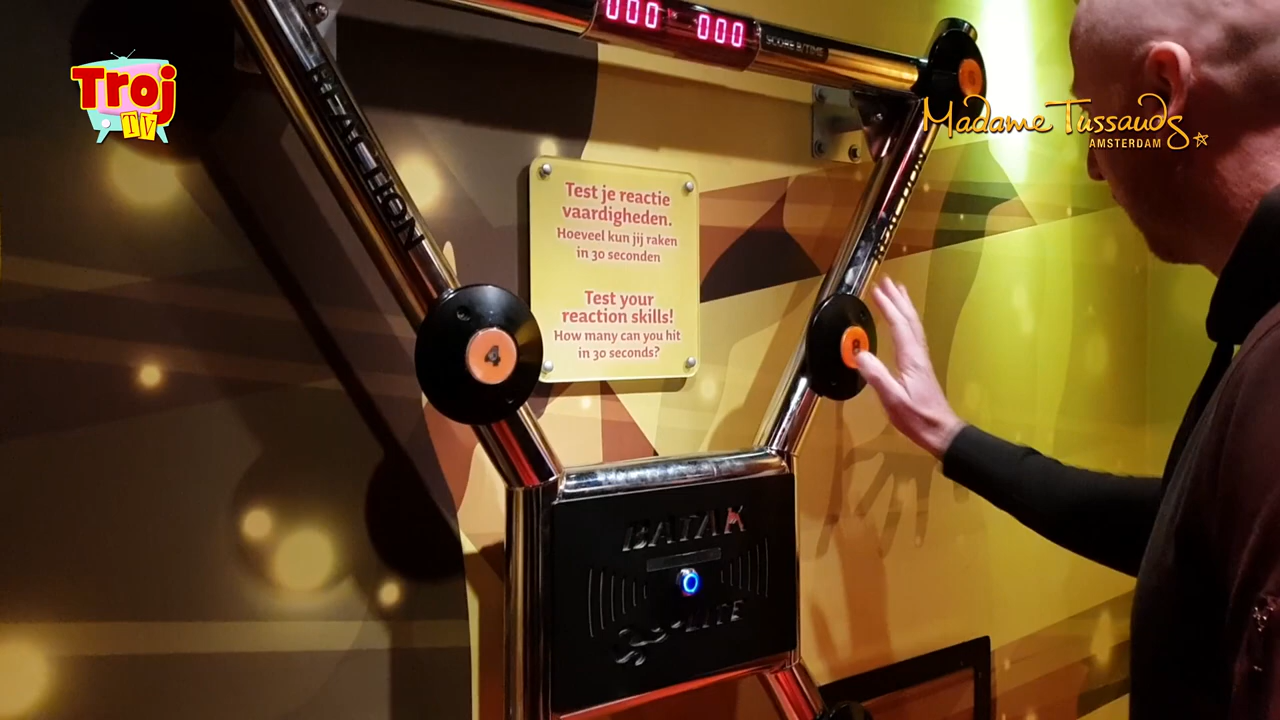 000 000
SCORE B/TIME
Troj
TV
Madame Tussauds
AMSTERDAM
REACTION
Test je reactie
vaardigheden.
Hoeveel kun jij raken
in 30 seconden
Test your
reaction skills!
How many can you hit
in 30 seconds?
4
8
BATAK
LITE